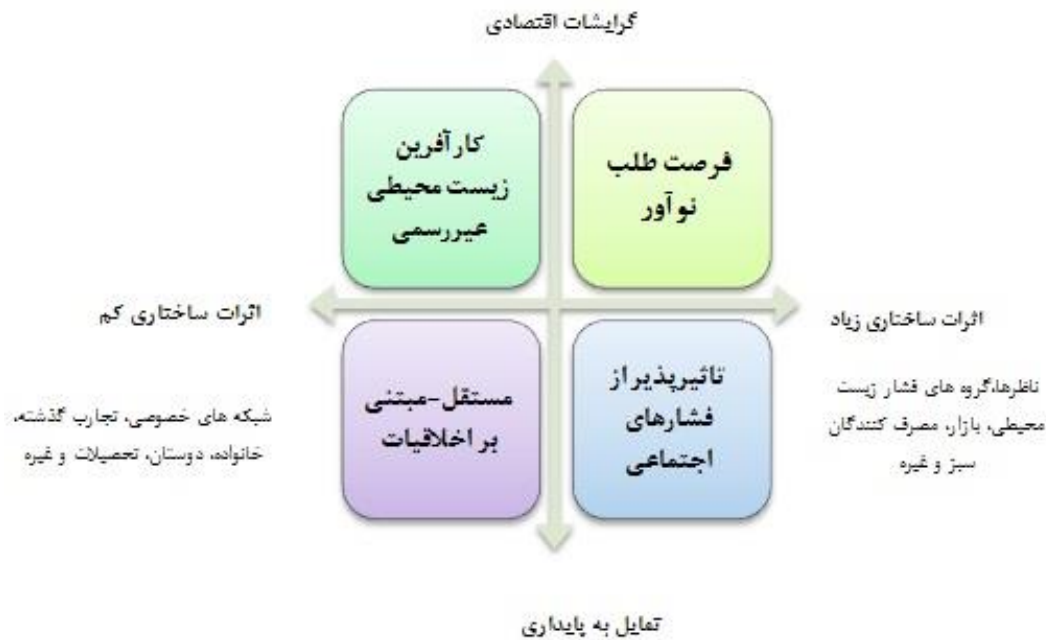 گرایشات اقتصادی
فرصت طلب
نوآور
کارآفرین
زیست محیطی
عیررسمی
اثرات ساختاری زیاد
ناظرها،گروه های فشار زیست
محیطی، بازار، مصرف کنندگان
سبز و غیره
اثرات ساختاری کم
شبکه های خصوصی، تجارب گذشته،
خانواده، دوستان، تحصیلات و غیره
تاثیرپذیر از
فشارهای
اجتماعی
مستقل-مبتنی
بر اخلاقیات
تمایل به پایداری